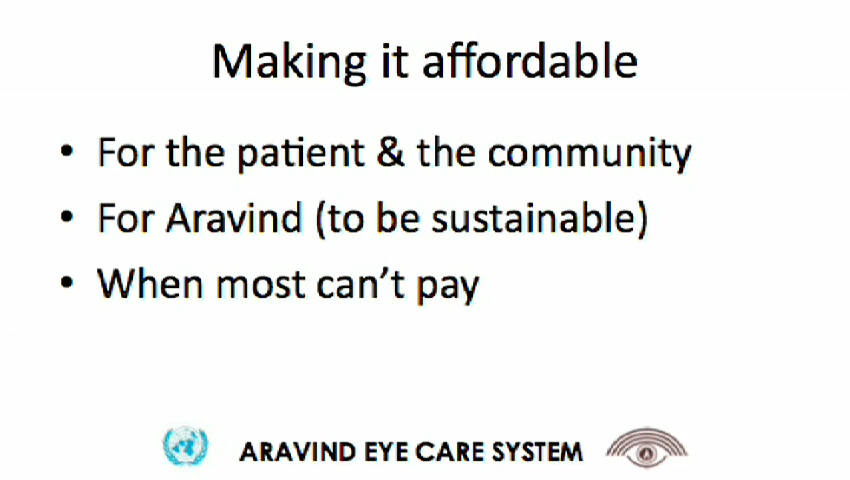 Making it affordable
• For the patient & the community
• For Aravind (to be sustainable)
• When most can’t pay
ARAVIND EYE CARE SYSTEM